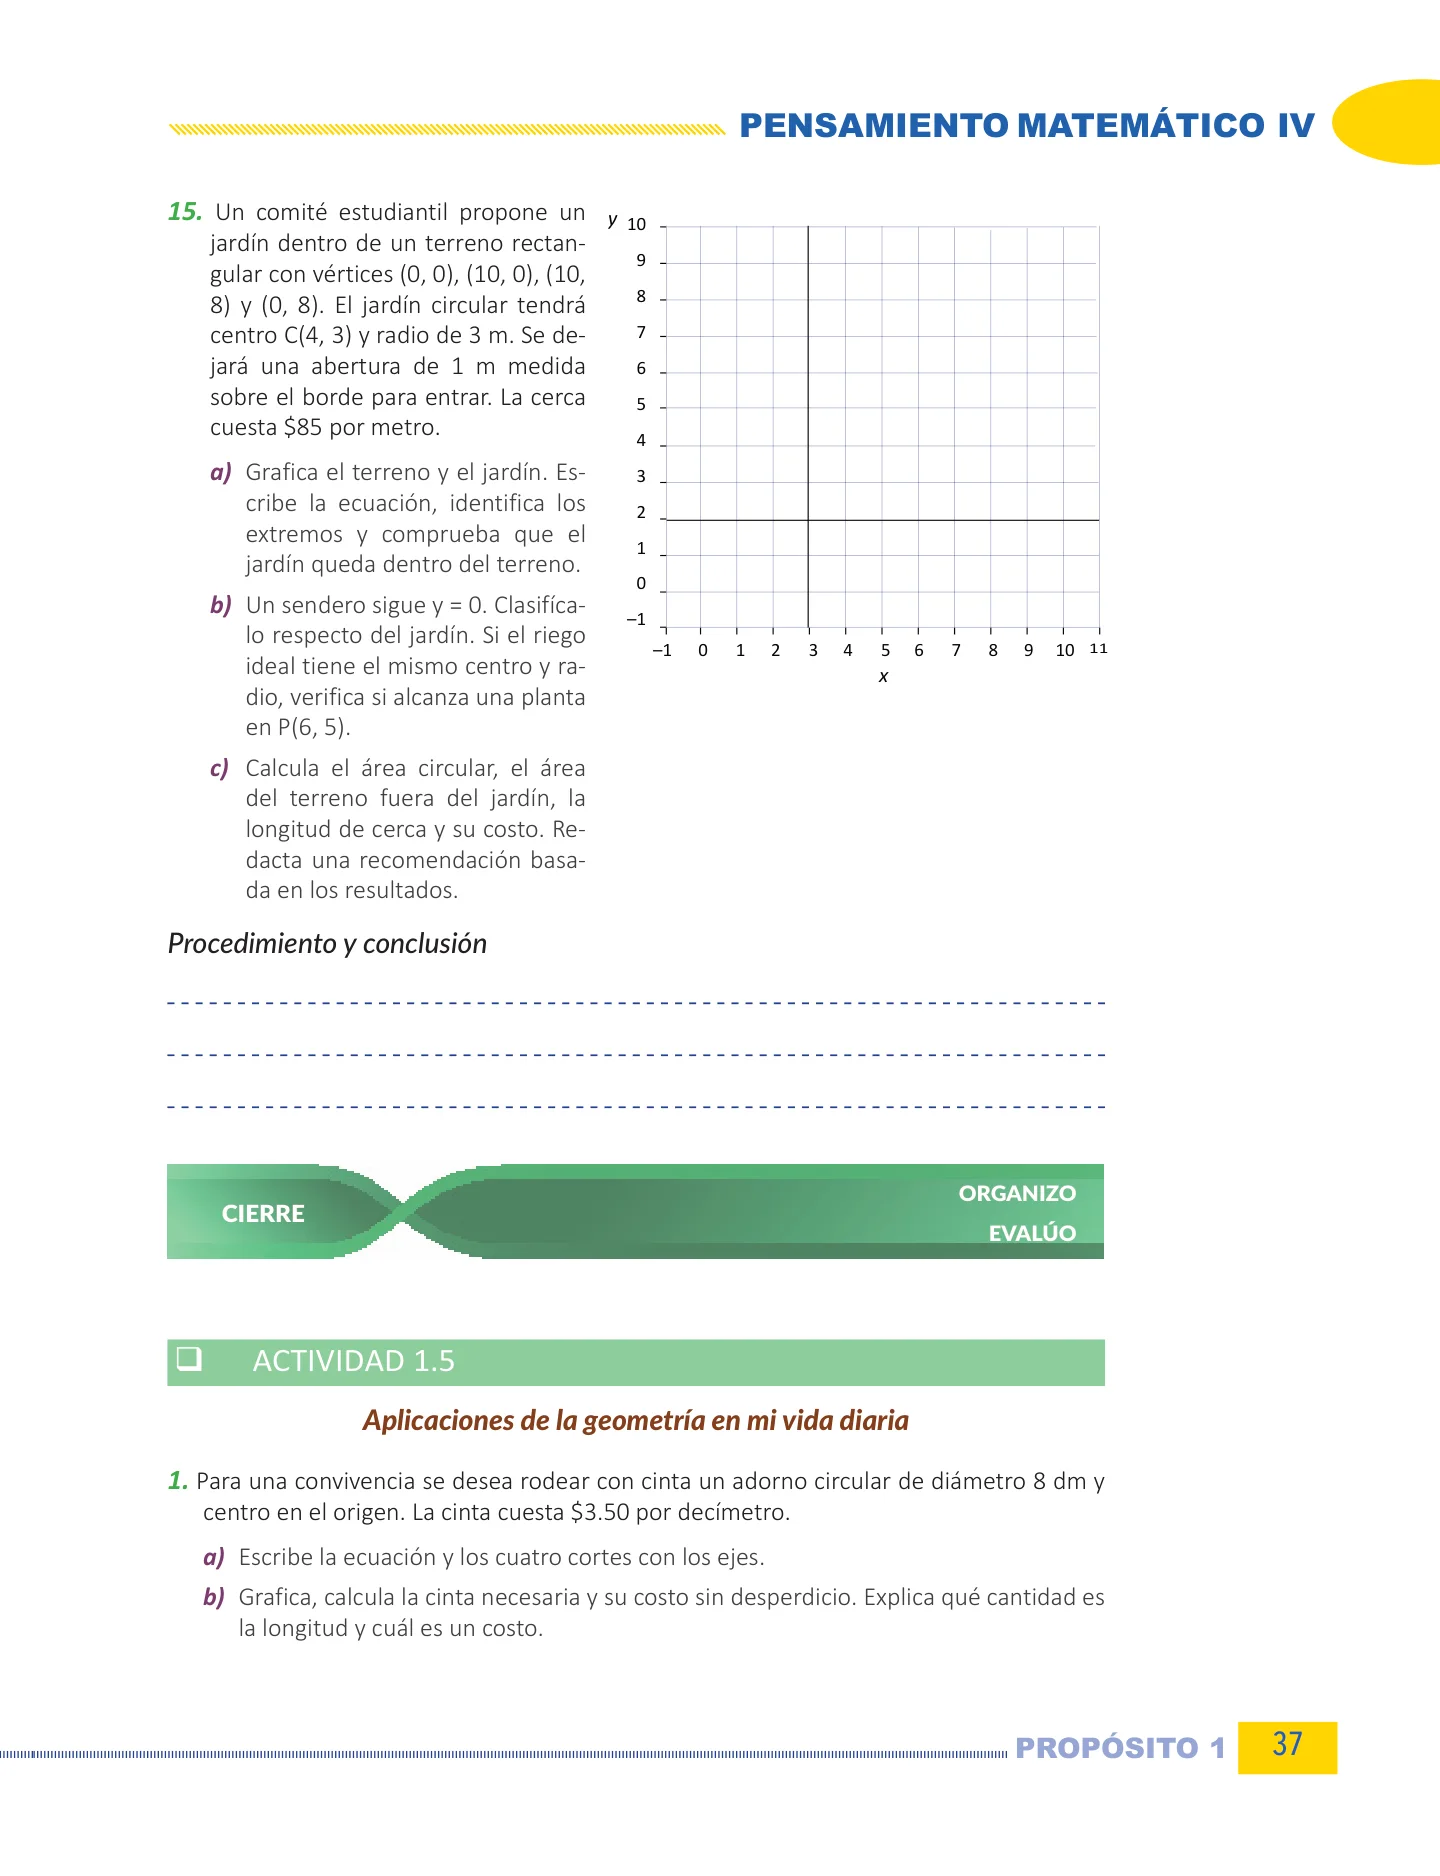 PENSAMIENTO MATEMÁTICO IV
15. Un comité estudiantil propone un
jardín dentro de un terreno rectan-
gular con vértices (0, 0), (10, 0), (10,
8) y (0, 8). El jardín circular tendrá
centro C(4, 3) y radio de 3 m. Se de-
jará una abertura de 1 m medida
sobre el borde para entrar. La cerca
cuesta $85 por metro.
a) Grafica el terreno y el jardín. Es-
cribe la ecuación, identifica los
extremos y comprueba que el
jardín queda dentro del terreno.
b) Un sendero sigue y = 0. Clasifíca-
lo respecto del jardín. Si el riego
ideal tiene el mismo centro y ra-
dio, verifica si alcanza una planta
en P(6, 5).
c) Calcula el área circular, el área
del terreno fuera del jardín, la
longitud de cerca y su costo. Re-
dacta una recomendación basa-
da en los resultados.
y 10
9
8
7
6
5
4
3
2
1
0
–1
–1 0 1 2 3 4 5 6 7 8 9 10 11
x
Procedimiento y conclusión
CIERRE
ORGANIZO
EVALÚO
❑ ACTIVIDAD 1.5
Aplicaciones de la geometría en mi vida diaria
1. Para una convivencia se desea rodear con cinta un adorno circular de diámetro 8 dm y
centro en el origen. La cinta cuesta $3.50 por decímetro.
a) Escribe la ecuación y los cuatro cortes con los ejes.
b) Grafica, calcula la cinta necesaria y su costo sin desperdicio. Explica qué cantidad es
la longitud y cuál es un costo.
PROPÓSITO 1 37